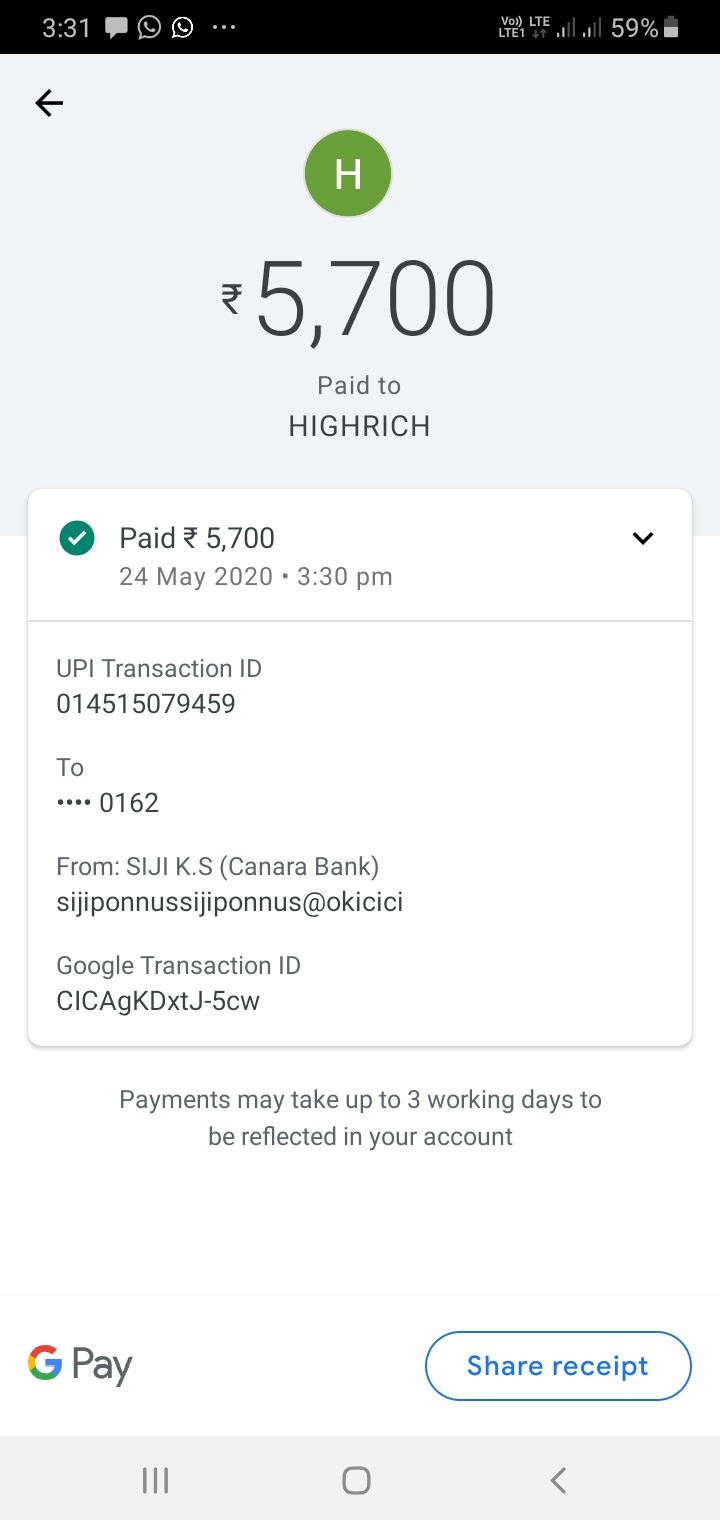 3:31 ... Vo)) LTE LTE1 59%
H
₹5,700
Paid to
HIGHRICH
Paid ₹ 5,700
24 May 2020 • 3:30 pm
UPI Transaction ID
014515079459
To
•••• 0162
From: SIJI K.S (Canara Bank)
sijiponnussijiponnus@okicici
Google Transaction ID
CICAgKDxtJ-5cw
Payments may take up to 3 working days to
be reflected in your account
G Pay
Share receipt